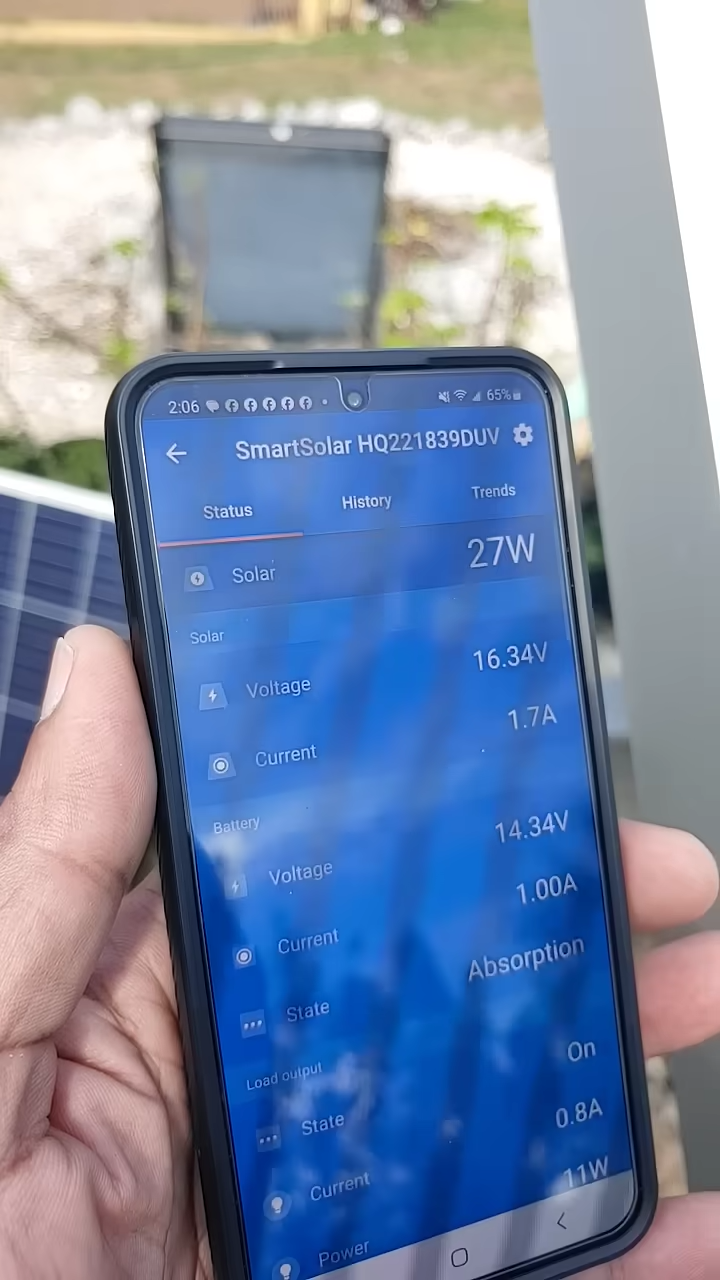 2:06 65%
SmartSolar HQ221839DUV
Status History Trends
Solar 27W
Solar
Voltage 16.34V
Current 1.7A
Battery
Voltage 14.34V
Current 1.00A
State Absorption
Load output
State On
Current 0.8A
Power 11W